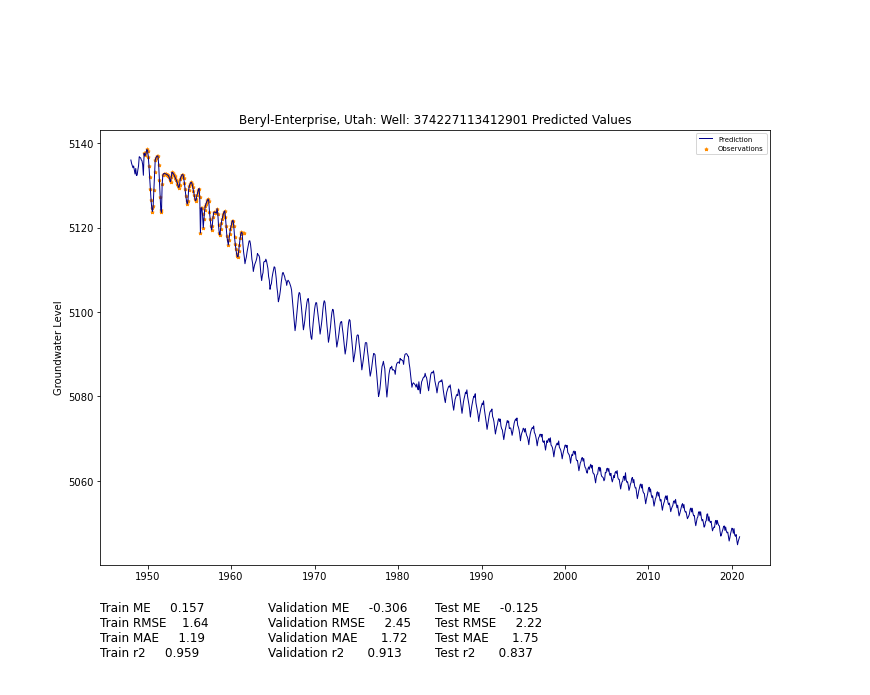 Beryl-Enterprise, Utah: Well: 374227113412901 Predicted Values
Prediction
Observations
Groundwater Level
5140
5120
5100
5080
5060
1950 1960 1970 1980 1990 2000 2010 2020
Train ME 0.157 Validation ME -0.306 Test ME -0.125
Train RMSE 1.64 Validation RMSE 2.45 Test RMSE 2.22
Train MAE 1.19 Validation MAE 1.72 Test MAE 1.75
Train r2 0.959 Validation r2 0.913 Test r2 0.837